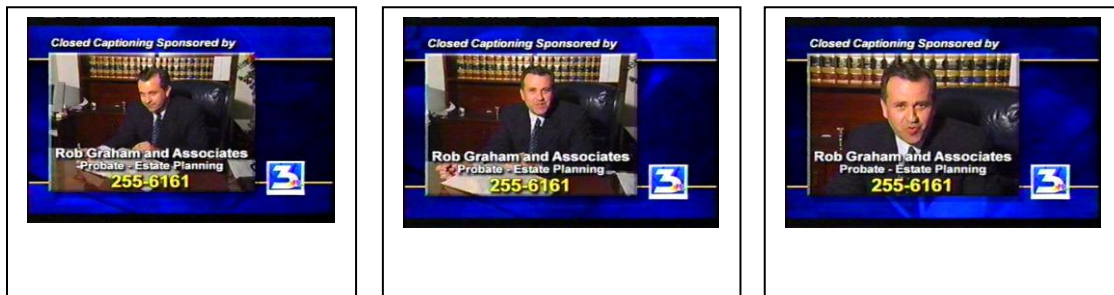 Closed Captioning Sponsored by
Rob Graham and Associates
Probate - Estate Planning
255-6161
3
Closed Captioning Sponsored by
Rob Graham and Associates
Probate - Estate Planning
255-6161
3
Closed Captioning Sponsored by
Rob Graham and Associates
Probate - Estate Planning
255-6161
3